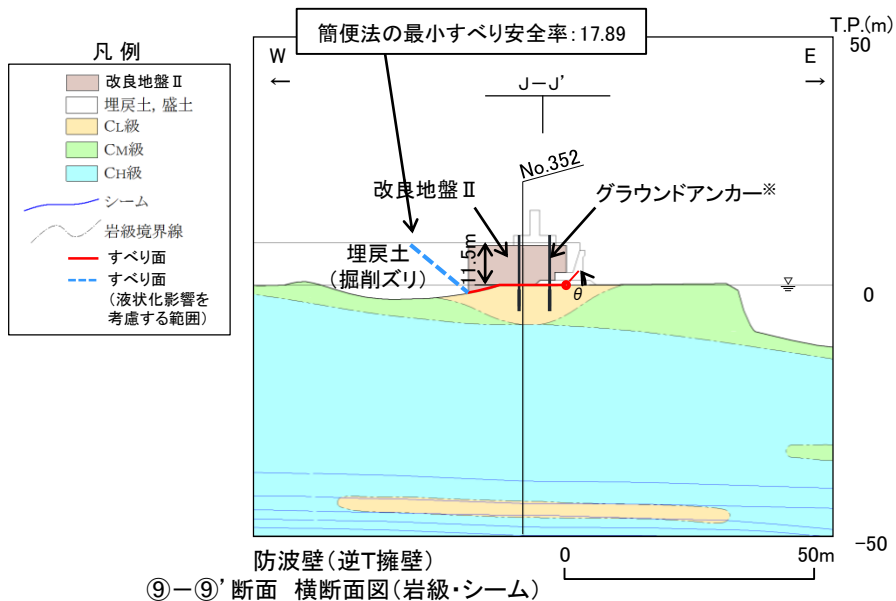 簡便法の最小すべり安全率:17.89
T.P.(m)
50
凡 例
改良地盤Ⅱ
埋戻土, 盛土
CL級
CM級
CH級
シーム
岩級境界線
すべり面
すべり面
(液状化影響を
考慮する範囲)
W
←
E
→
J-J'
No.352
改良地盤Ⅱ
グラウンドアンカー※
埋戻土
(掘削ズリ)
11.5m
θ
0
-50
防波壁(逆T擁壁)
0
50m
⑨-⑨'断面 横断面図(岩級・シーム)